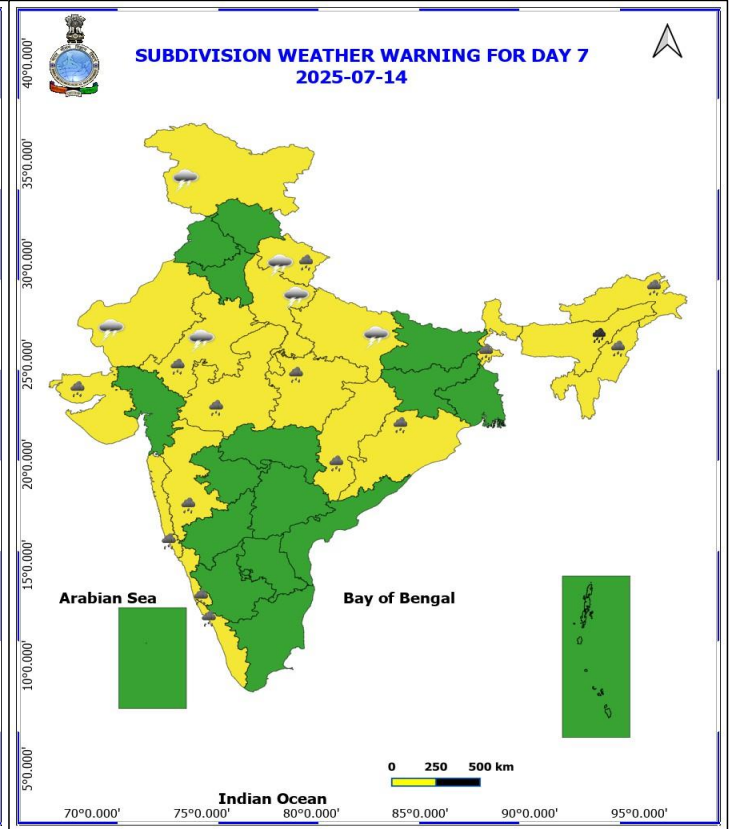 SUBDIVISION WEATHER WARNING FOR DAY 7
2025-07-14
40°0.000'
35°0.000'
30°0.000'
25°0.000'
20°0.000'
15°0.000'
10°0.000'
5°0.000'
Arabian Sea
Bay of Bengal
0 250 500 km
Indian Ocean
70°0.000' 75°0.000' 80°0.000' 85°0.000' 90°0.000' 95°0.000'